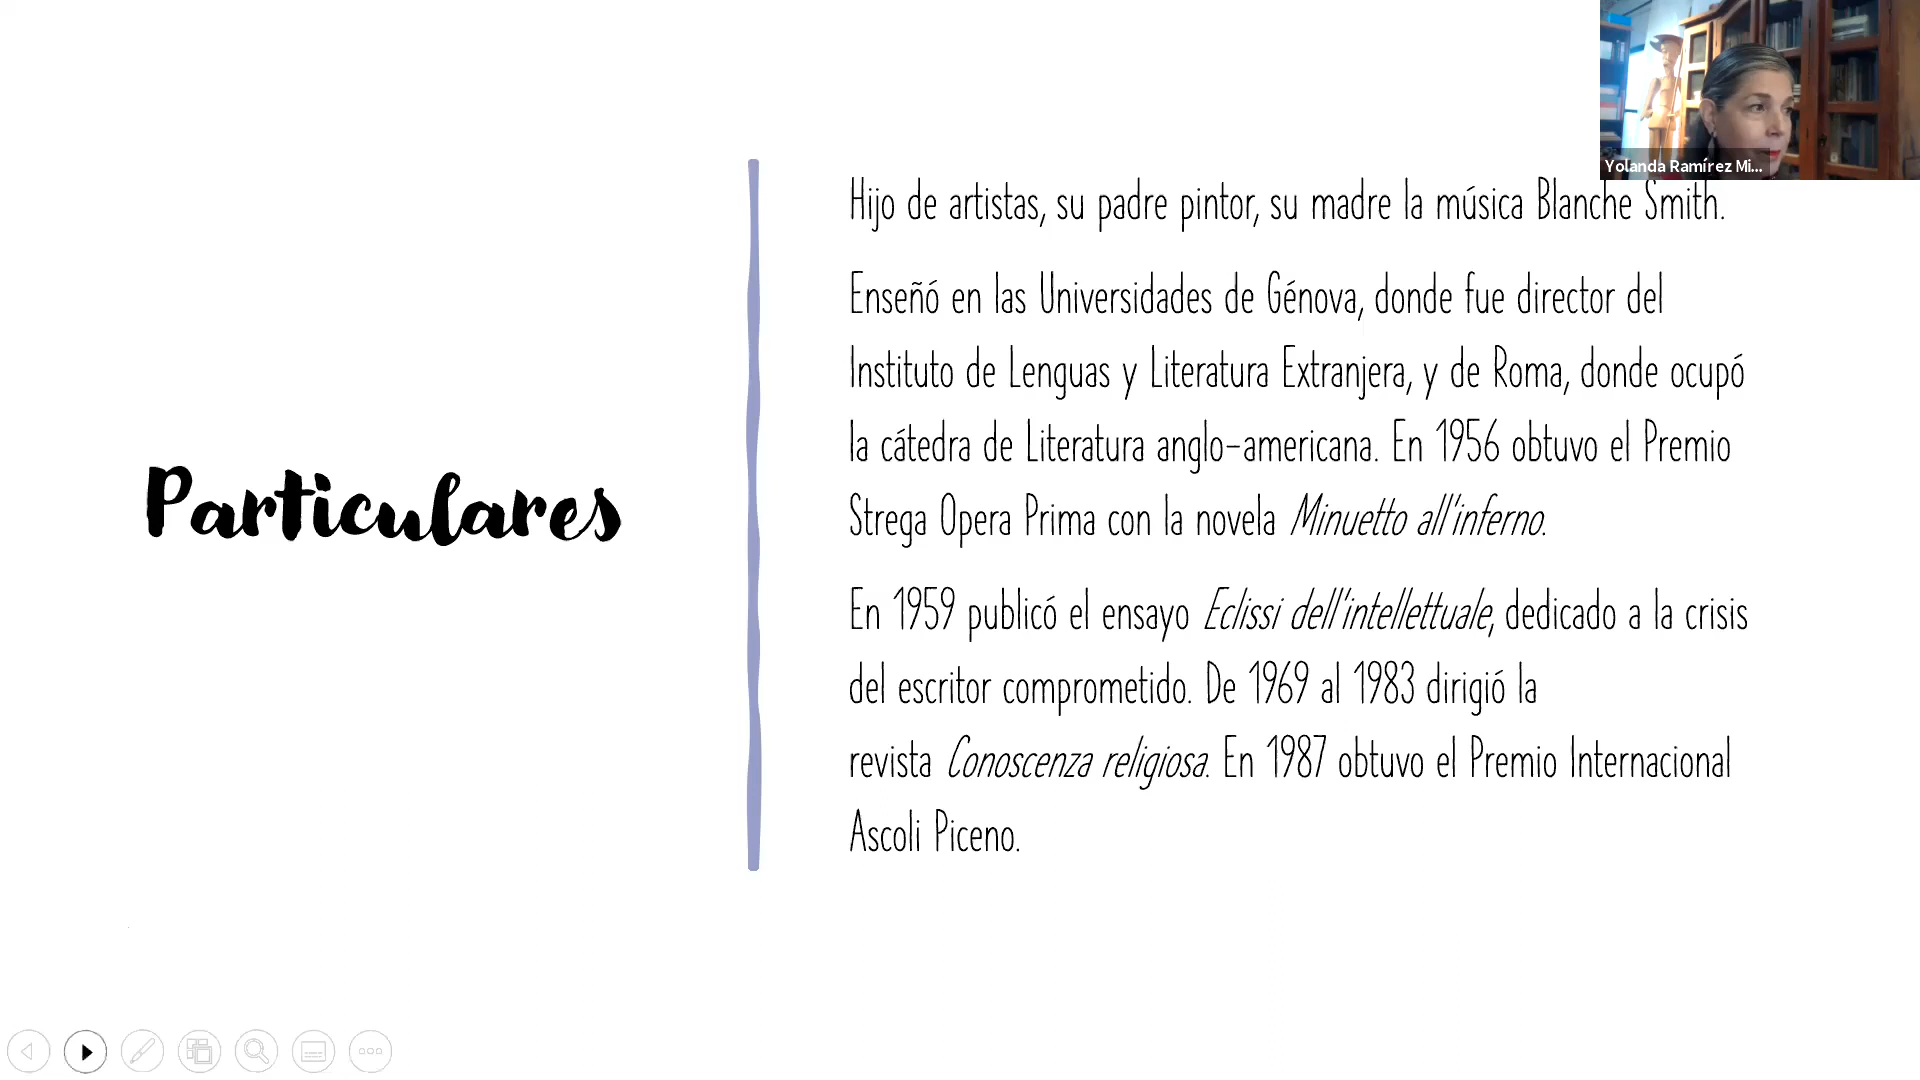 Yolanda Ramírez Mi...
Particulares
Hijo de artistas, su padre pintor, su madre la música Blanche Smith.
Enseñó en las Universidades de Génova, donde fue director del
Instituto de Lenguas y Literatura Extranjera, y de Roma, donde ocupó
la cátedra de Literatura anglo-americana. En 1956 obtuvo el Premio
Strega Opera Prima con la novela Minuetto all'inferno.
En 1959 publicó el ensayo Eclissi dell'intellettuale, dedicado a la crisis
del escritor comprometido. De 1969 al 1983 dirigió la
revista Conoscenza religiosa. En 1987 obtuvo el Premio Internacional
Ascoli Piceno.